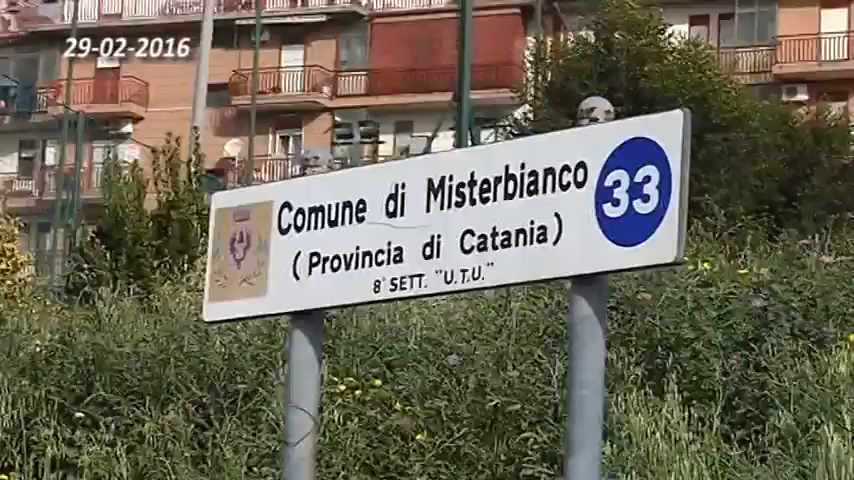 29-02-2016
Comune di Misterbianco
33
(Provincia di Catania)
8° SETT. "U.T.U."